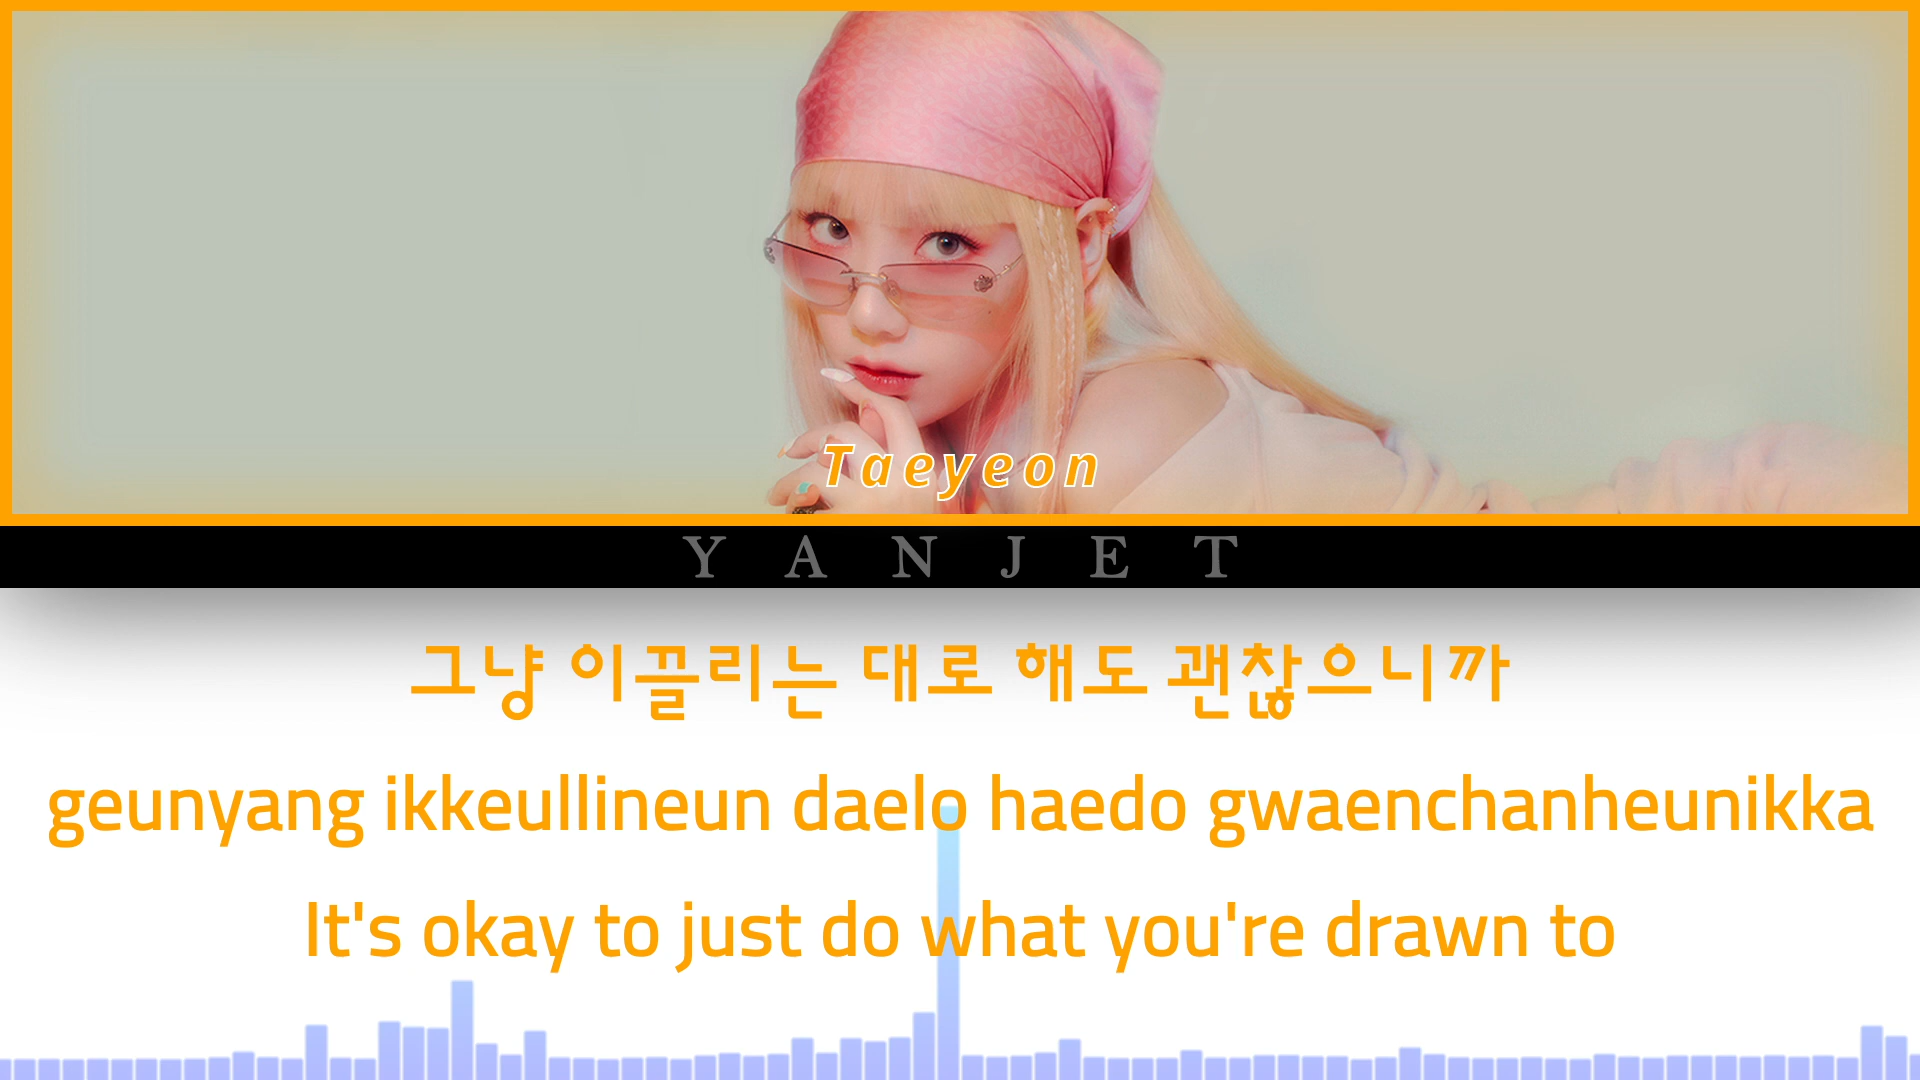 Taeyeon
YANJET
그냥 이끌리는 대로 해도 괜찮으니까
geunyang ikkeullineun daelo haedo gwaenchanheunikka
It's okay to just do what you're drawn to